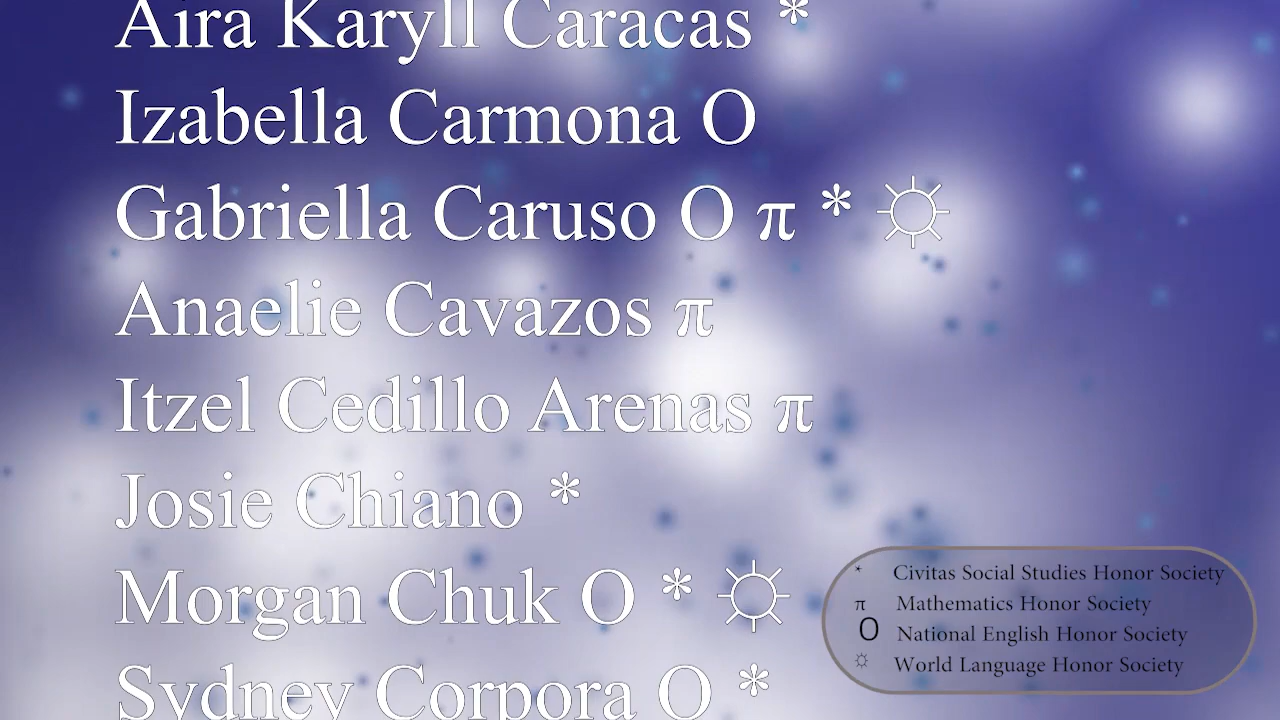 Aira Karyll Caracas *
Izabella Carmona O
Gabriella Caruso O π * ☼
Anaelie Cavazos π
Itzel Cedillo Arenas π
Josie Chiano *
Morgan Chuk O * ☼
Sydney Corpora O *
* Civitas Social Studies Honor Society
π Mathematics Honor Society
O National English Honor Society
☼ World Language Honor Society